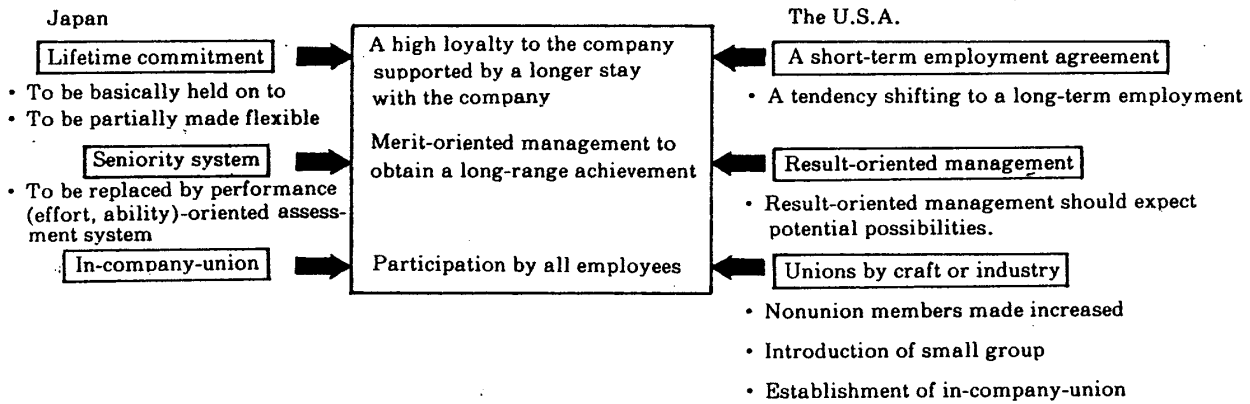 Japan
Lifetime commitment
• To be basically held on to
• To be partially made flexible
Seniority system
• To be replaced by performance
(effort, ability)-oriented assess-
ment system
In-company-union
A high loyalty to the company
supported by a longer stay
with the company
Merit-oriented management to
obtain a long-range achievement
Participation by all employees
The U.S.A.
A short-term employment agreement
• A tendency shifting to a long-term employment
Result-oriented management
• Result-oriented management should expect
potential possibilities.
Unions by craft or industry
• Nonunion members made increased
• Introduction of small group
• Establishment of in-company-union